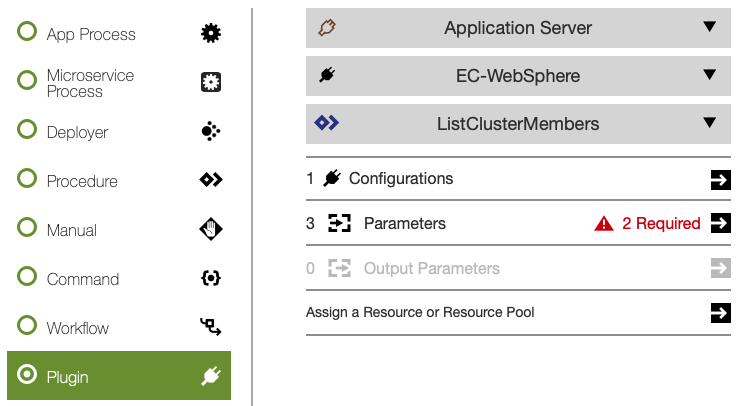 App Process
Microservice
Process
Deployer
Procedure
Manual
Command
Workflow
Plugin
Application Server
EC-WebSphere
ListClusterMembers
1 Configurations
3 Parameters 2 Required
0 Output Parameters
Assign a Resource or Resource Pool